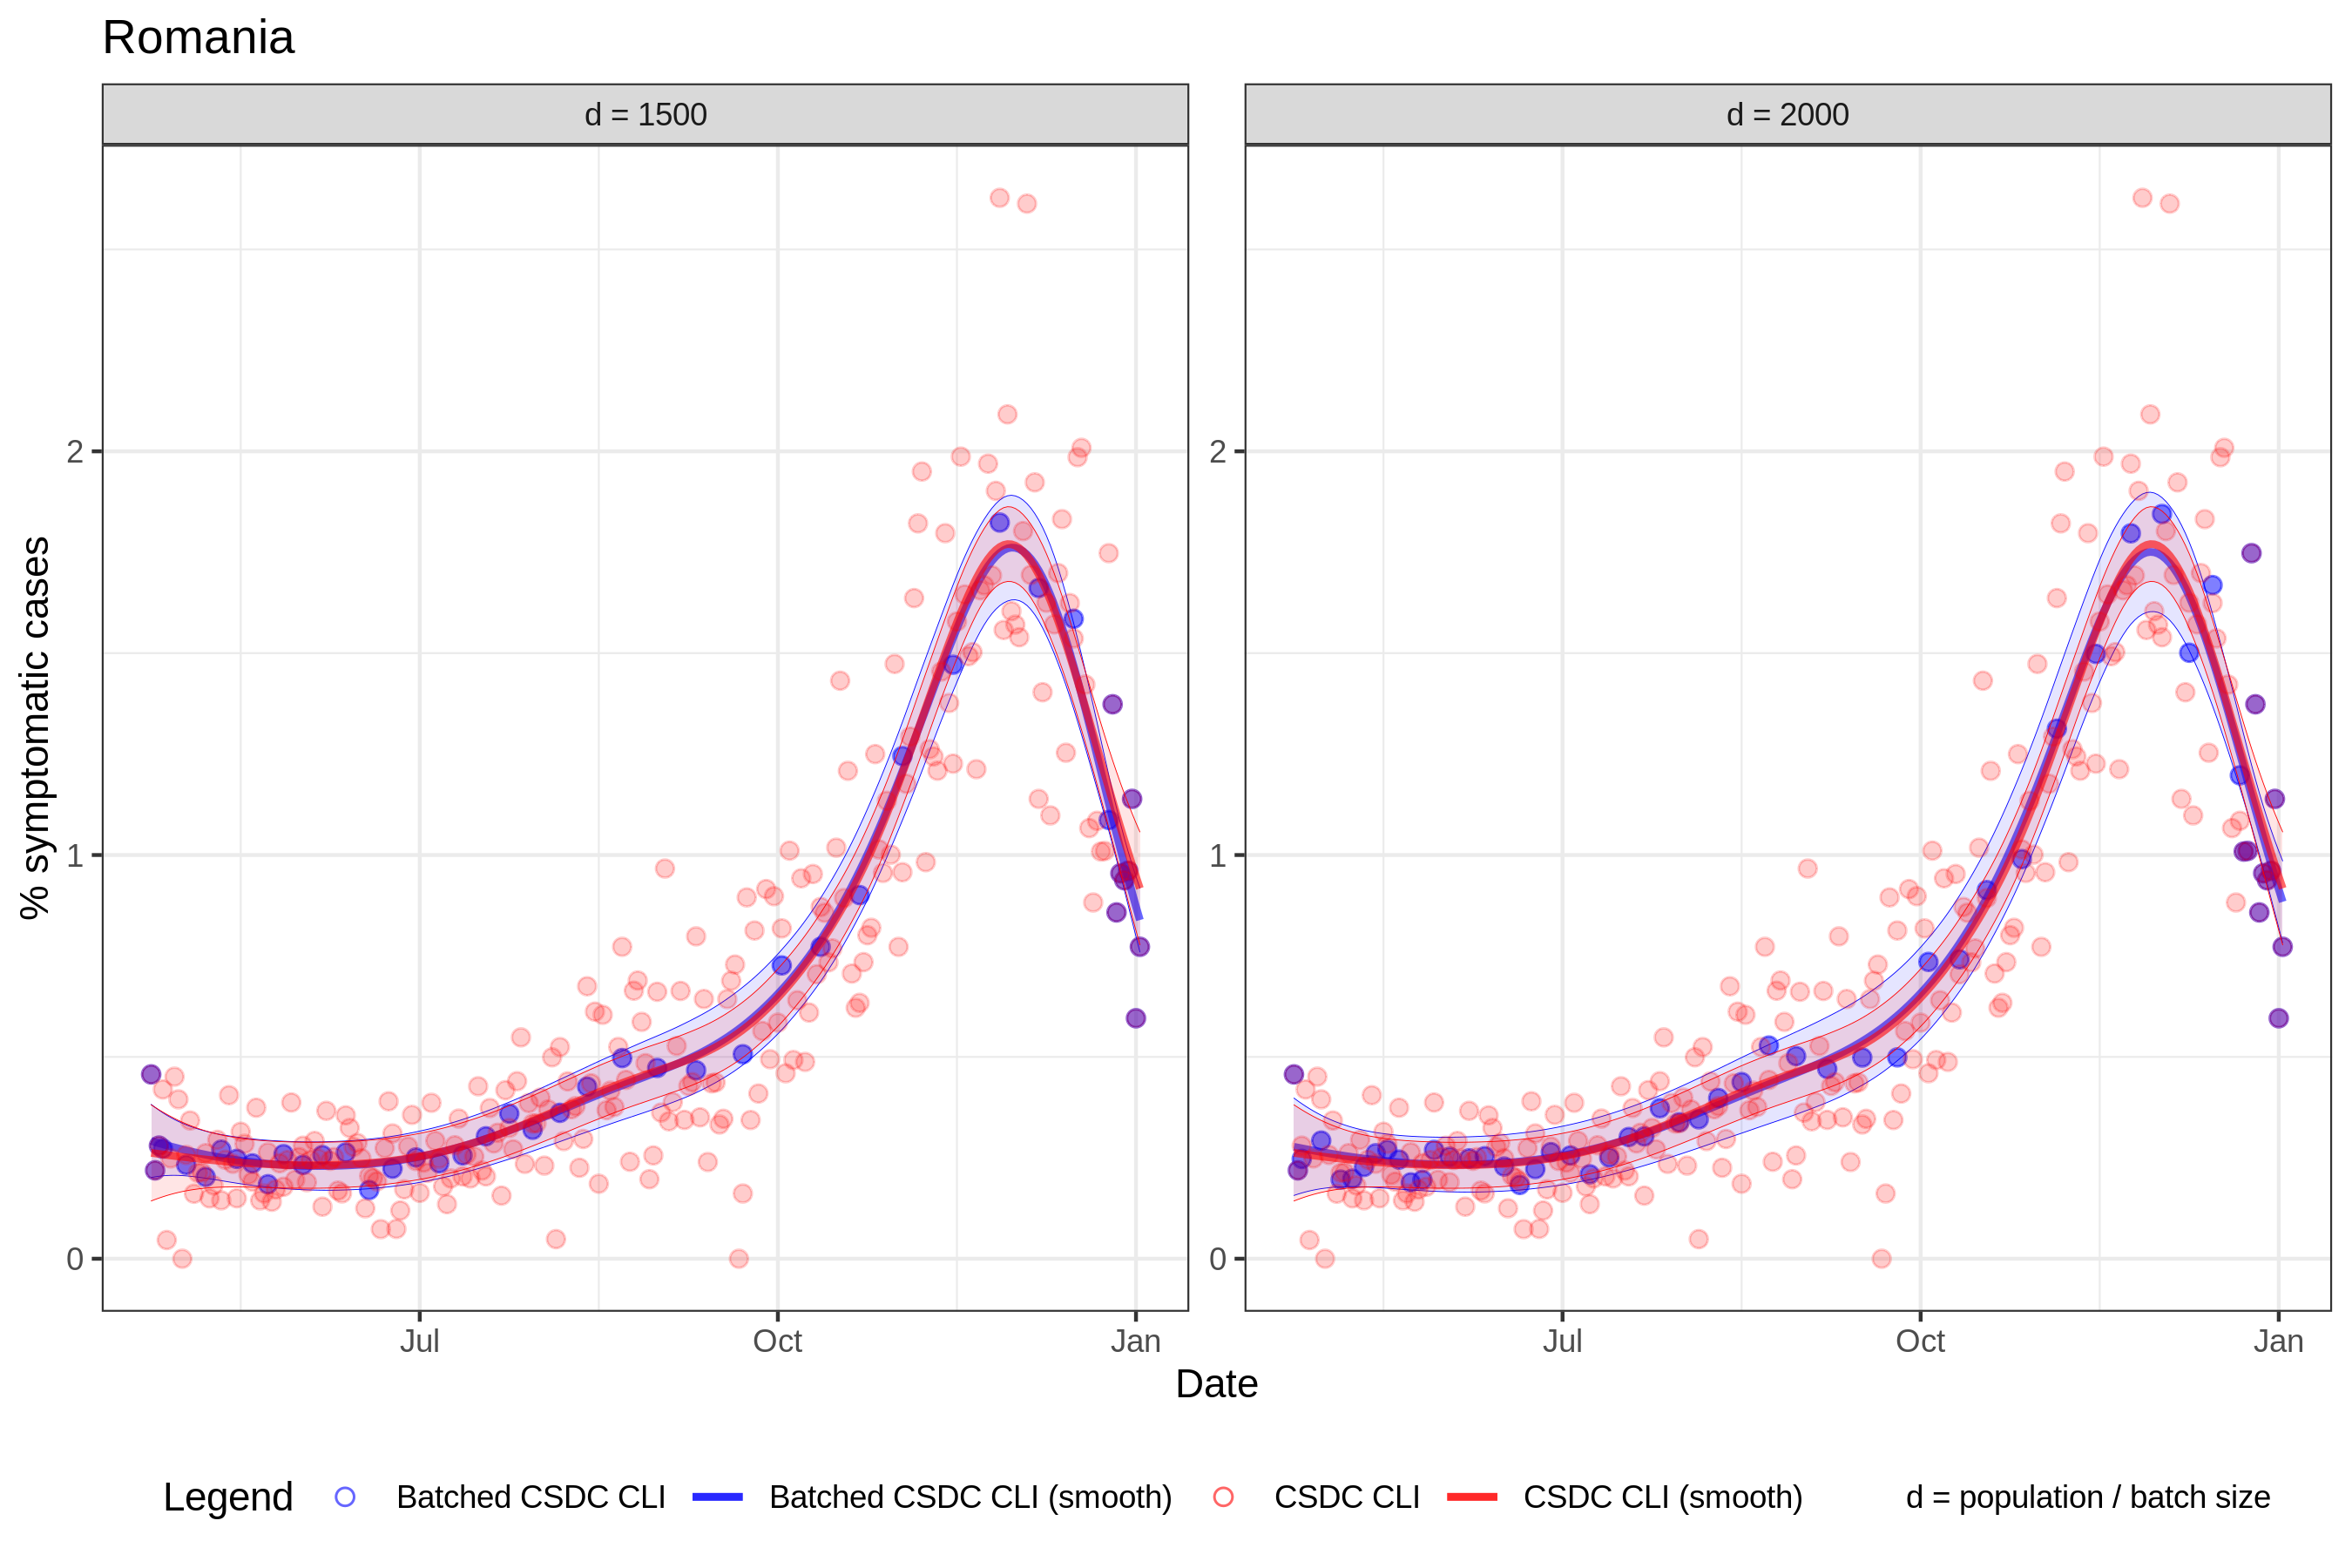 Romania
d = 1500
d = 2000
% symptomatic cases
2
1
0
2
1
0
Jul
Oct
Jan
Jul
Oct
Jan
Date
Legend
Batched CSDC CLI
Batched CSDC CLI (smooth)
CSDC CLI
CSDC CLI (smooth)
d = population / batch size